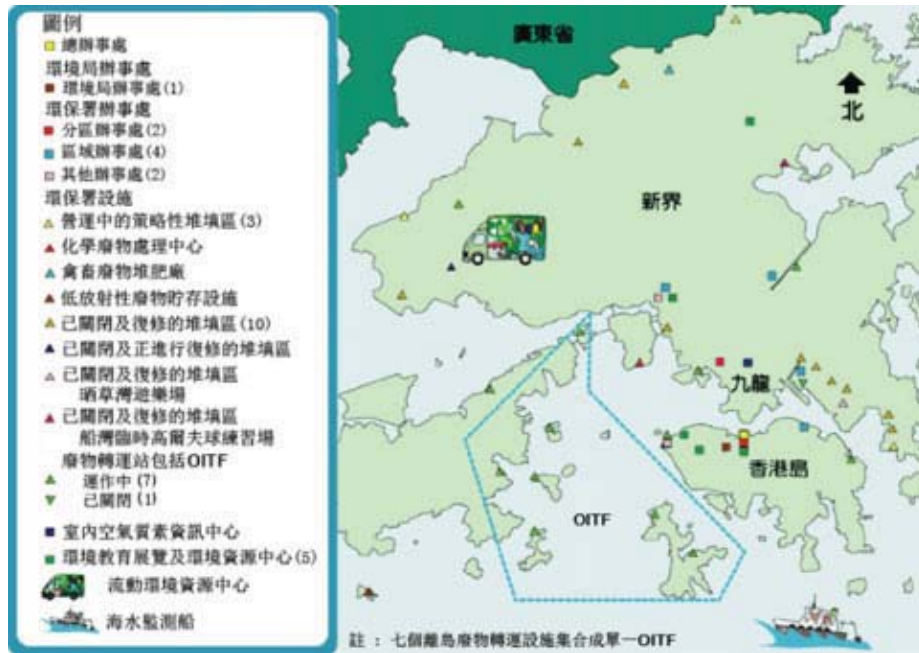 圖例
總辦事處
環境局辦事處
環境局辦事處(1)
環保署辦事處
分區辦事處(2)
區域辦事處(4)
其他辦事處(2)
環保署設施
營運中的策略性堆填區(3)
化學廢物處理中心
禽畜廢物堆肥廠
低放射性廢物貯存設施
已關閉及復修的堆填區(10)
已關閉及正進行復修的堆填區
已關閉及復修的堆填區
晒草灣遊樂場
已關閉及復修的堆填區
船灣臨時高爾夫球練習場
廢物轉運站包括OITF
運作中(7)
已關閉(1)
室內空氣質素資訊中心
環境教育展覽及環境資源中心(5)
流動環境資源中心
海水監測船
廣東省
北
新界
九龍
香港島
OITF
註 : 七個離島廢物轉運設施集合成單一OITF